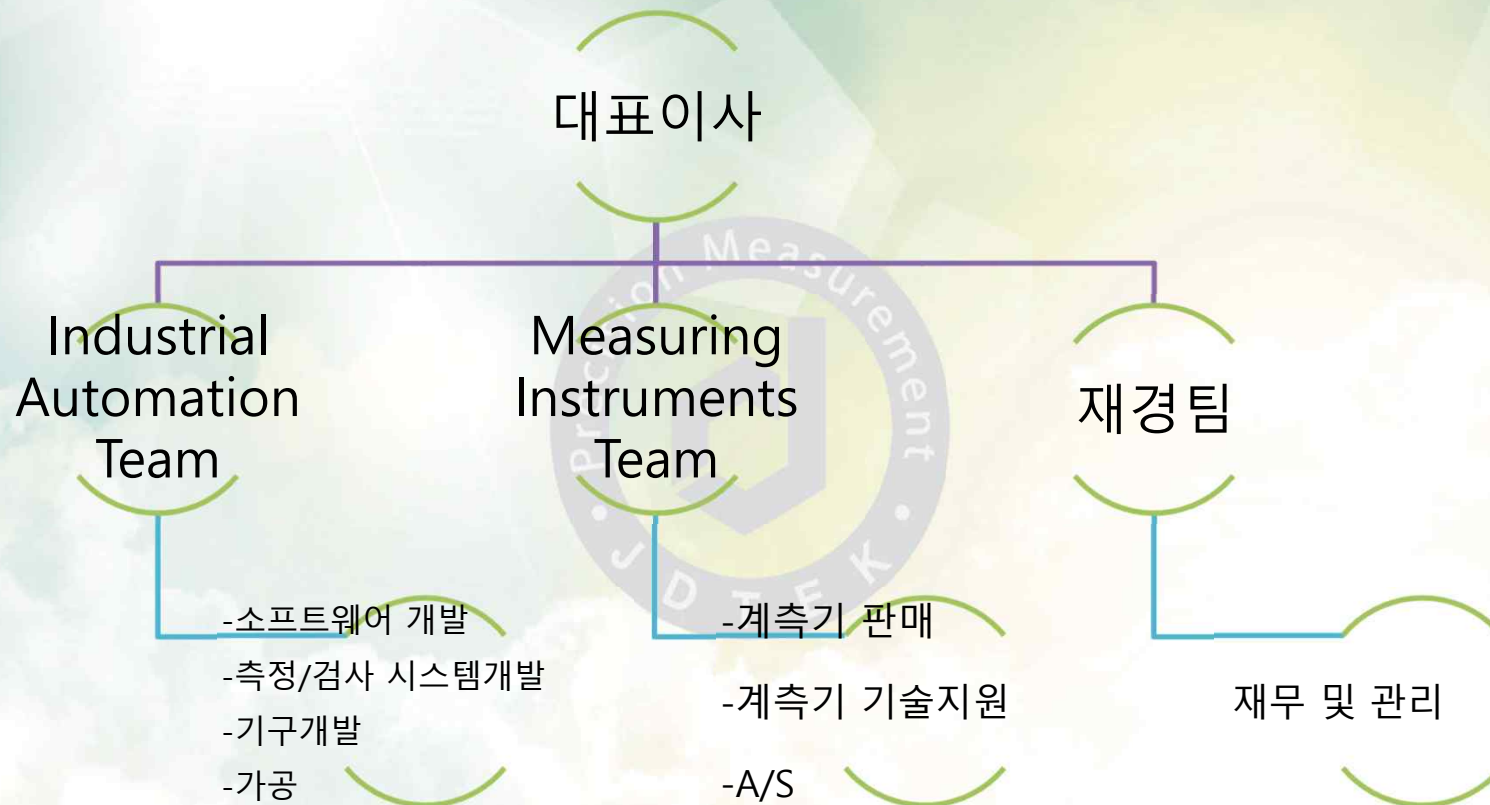 대표이사
Industrial
Automation
Team
Measuring
Instruments
Team
재경팀
-소프트웨어 개발
-측정/검사 시스템개발
-기구개발
-가공
-계측기 판매
-계측기 기술지원
-A/S
재무 및 관리
Precision Measurement
• JDTEK •